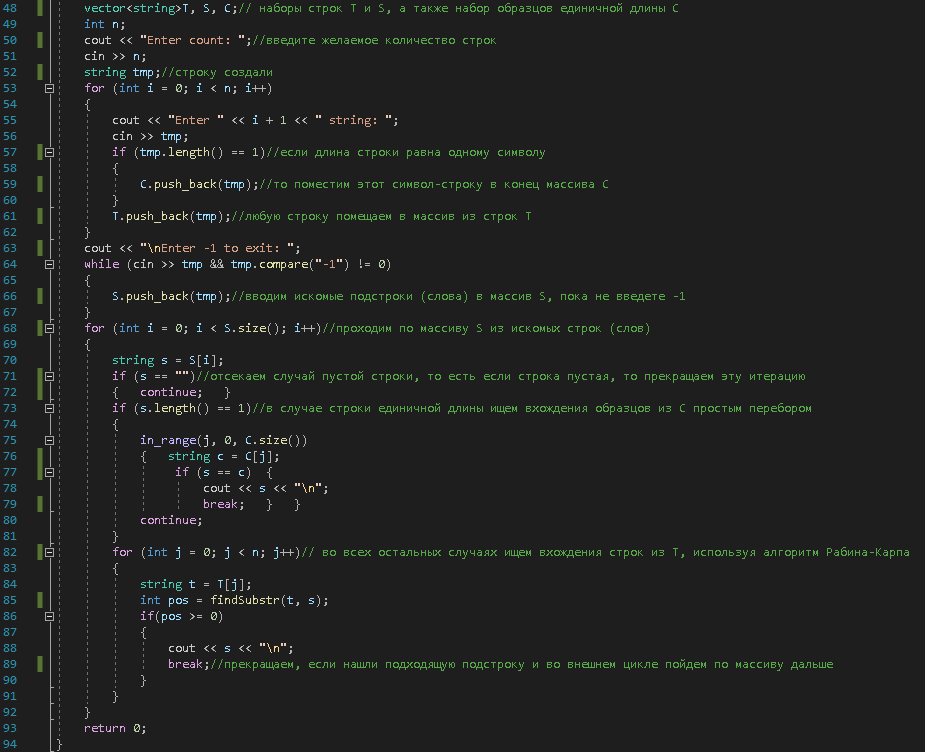 48 vector<string>T, S, C;// наборы строк T и S, а также набор образцов единичной длины C
49 int n;
50 cout << "Enter count: ";//введите желаемое количество строк
51 cin >> n;
52 string tmp;//строку создали
53 for (int i = 0; i < n; i++)
54 {
55 cout << "Enter " << i + 1 << " string: ";
56 cin >> tmp;
57 if (tmp.length() == 1)//если длина строки равна одному символу
58 {
59 C.push_back(tmp);//то поместим этот символ-строку в конец массива C
60 }
61 T.push_back(tmp);//любую строку помещаем в массив из строк T
62 }
63 cout << "\nEnter -1 to exit: ";
64 while (cin >> tmp && tmp.compare("-1") != 0)
65 {
66 S.push_back(tmp);//вводим искомые подстроки (слова) в массив S, пока не введете -1
67 }
68 for (int i = 0; i < S.size(); i++)//проходим по массиву S из искомых строк (слов)
69 {
70 string s = S[i];
71 if (s == "")//отсекаем случай пустой строки, то есть если строка пустая, то прекращаем эту итерацию
72 { continue; }
73 if (s.length() == 1)//в случае строки единичной длины ищем вхождения образцов из C простым перебором
74 {
75 in_range(j, 0, C.size())
76 { string c = C[j];
77 if (s == c) {
78 cout << s << "\n";
79 break; } }
80 continue;
81 }
82 for (int j = 0; j < n; j++)// во всех остальных случаях ищем вхождения строк из T, используя алгоритм Рабина-Карпа
83 {
84 string t = T[j];
85 int pos = findSubstr(t, s);
86 if(pos >= 0)
87 {
88 cout << s << "\n";
89 break;//прекращаем, если нашли подходящую подстроку и во внешнем цикле пойдем по массиву дальше
90 }
91 }
92 }
93 return 0;
94 }